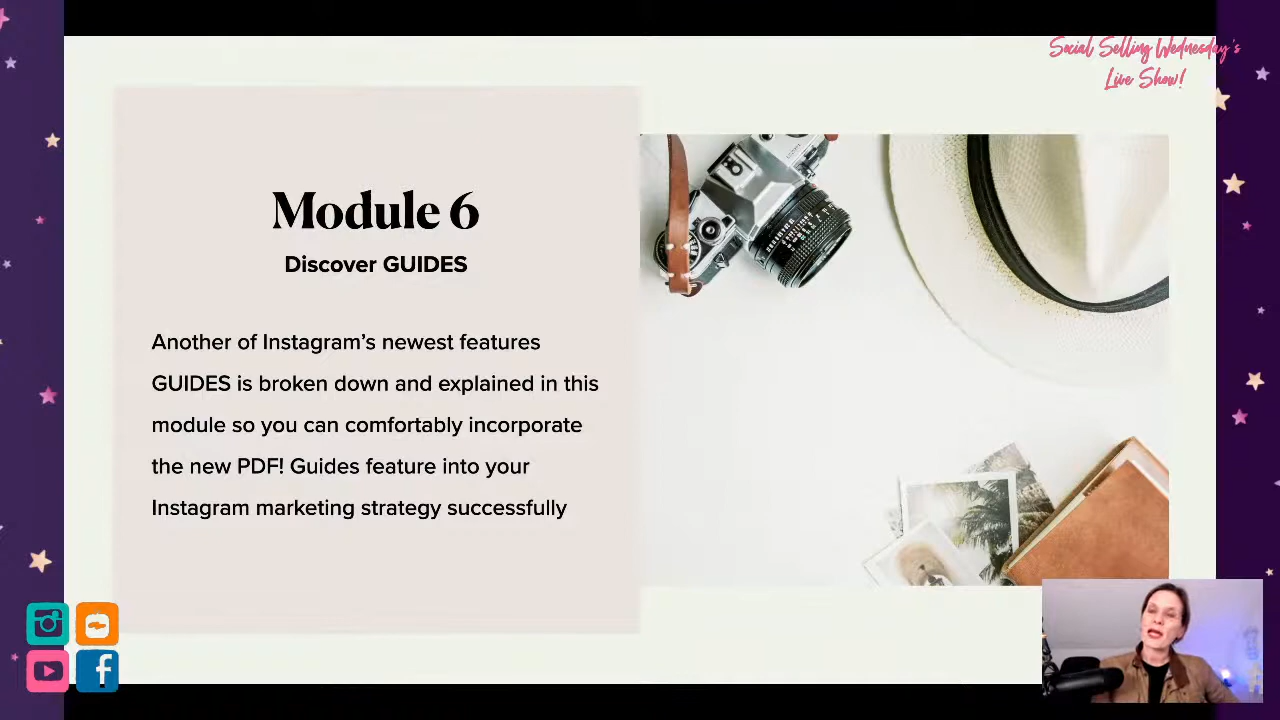 Social Selling Wednesday's
Live Show!
Module 6
Discover GUIDES
Another of Instagram’s newest features
GUIDES is broken down and explained in this
module so you can comfortably incorporate
the new PDF! Guides feature into your
Instagram marketing strategy successfully